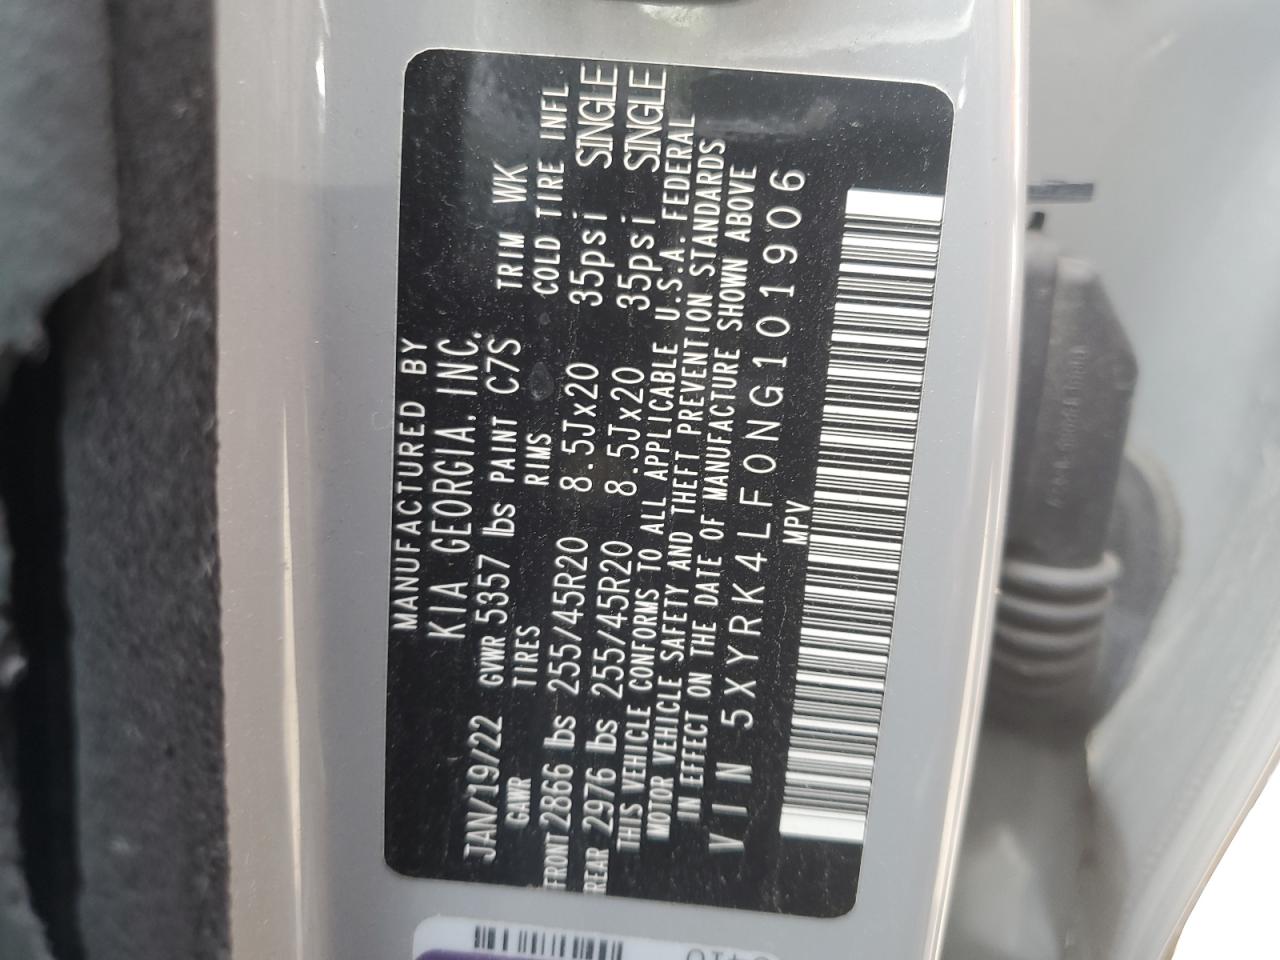 MANUFACTURED BY
KIA GEORGIA, INC.
JAN/19/22 GVWR 5357 lbs PAINT C7S TRIM WK
GAWR TIRES RIMS COLD TIRE INFL
FRONT 2866 lbs 255/45R20 8.5Jx20 35psi SINGLE
REAR 2976 lbs 255/45R20 8.5Jx20 35psi SINGLE
THIS VEHICLE CONFORMS TO ALL APPLICABLE U.S.A. FEDERAL
MOTOR VEHICLE SAFETY AND THEFT PREVENTION STANDARDS
IN EFFECT ON THE DATE OF MANUFACTURE SHOWN ABOVE
VIN 5XYRK4LF0NG101906
MPV